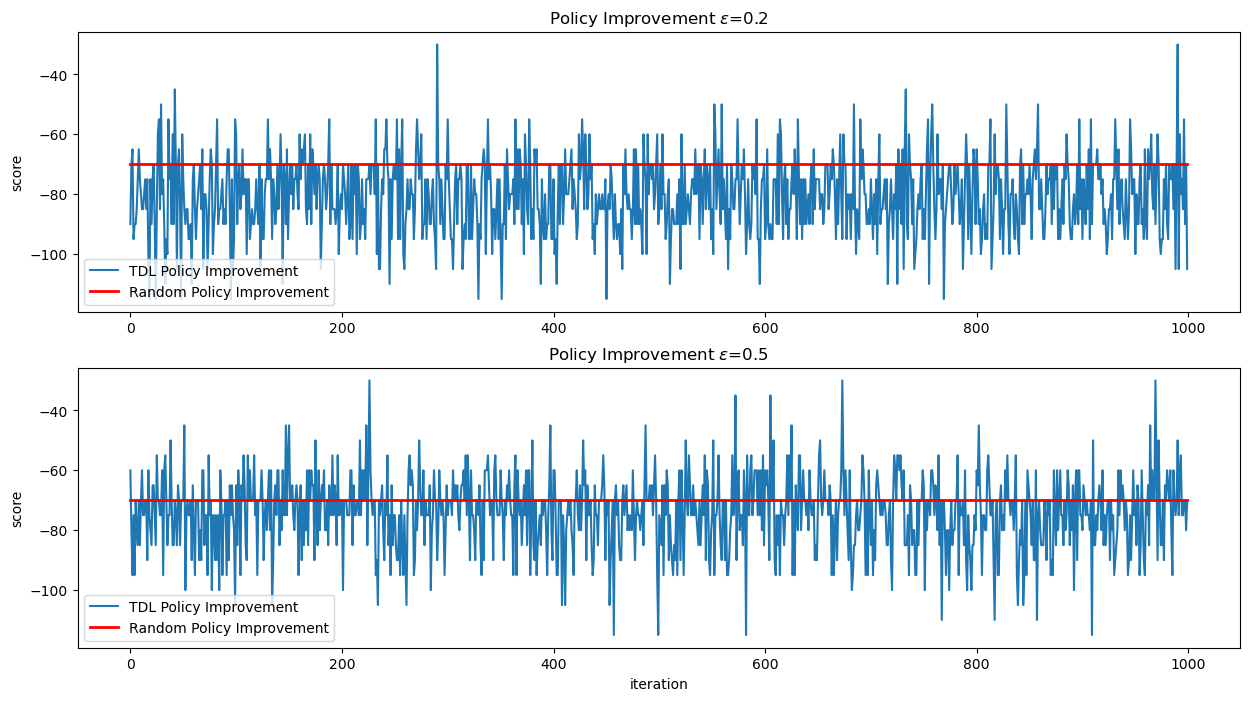 Policy Improvement ε=0.2
score
−40
−60
−80
−100
TDL Policy Improvement
Random Policy Improvement
0 200 400 600 800 1000
Policy Improvement ε=0.5
score
−40
−60
−80
−100
TDL Policy Improvement
Random Policy Improvement
0 200 400 600 800 1000
iteration